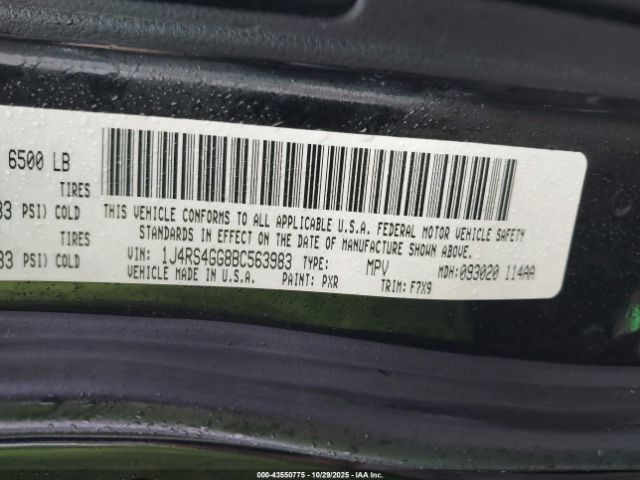 6500 LB
TIRES
33 PSI) COLD
TIRES
33 PSI) COLD
THIS VEHICLE CONFORMS TO ALL APPLICABLE U.S.A. FEDERAL MOTOR VEHICLE SAFETY
STANDARDS IN EFFECT ON THE DATE OF MANUFACTURE SHOWN ABOVE.
VIN: 1J4RS4GG8BC563983 TYPE: MPV MDH:093020 114AA
VEHICLE MADE IN U.S.A. PAINT: PXR TRIM: F7X9
000-43550775 - 10/29/2025 - IAA Inc.